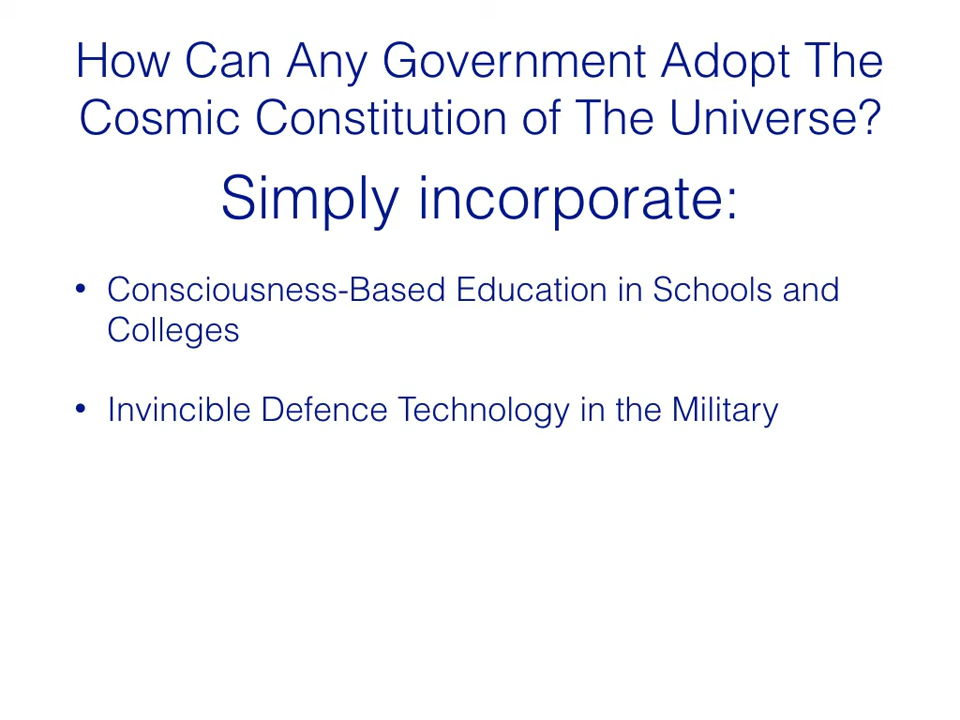 How Can Any Government Adopt The
Cosmic Constitution of The Universe?
Simply incorporate:
• Consciousness-Based Education in Schools and
Colleges
• Invincible Defence Technology in the Military